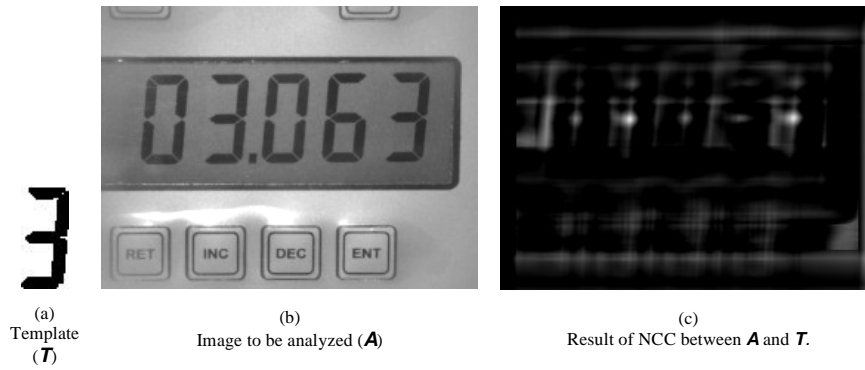 3
03.063
RET INC DEC ENT
(a)
Template
(T)
(b)
Image to be analyzed (A)
(c)
Result of NCC between A and T.